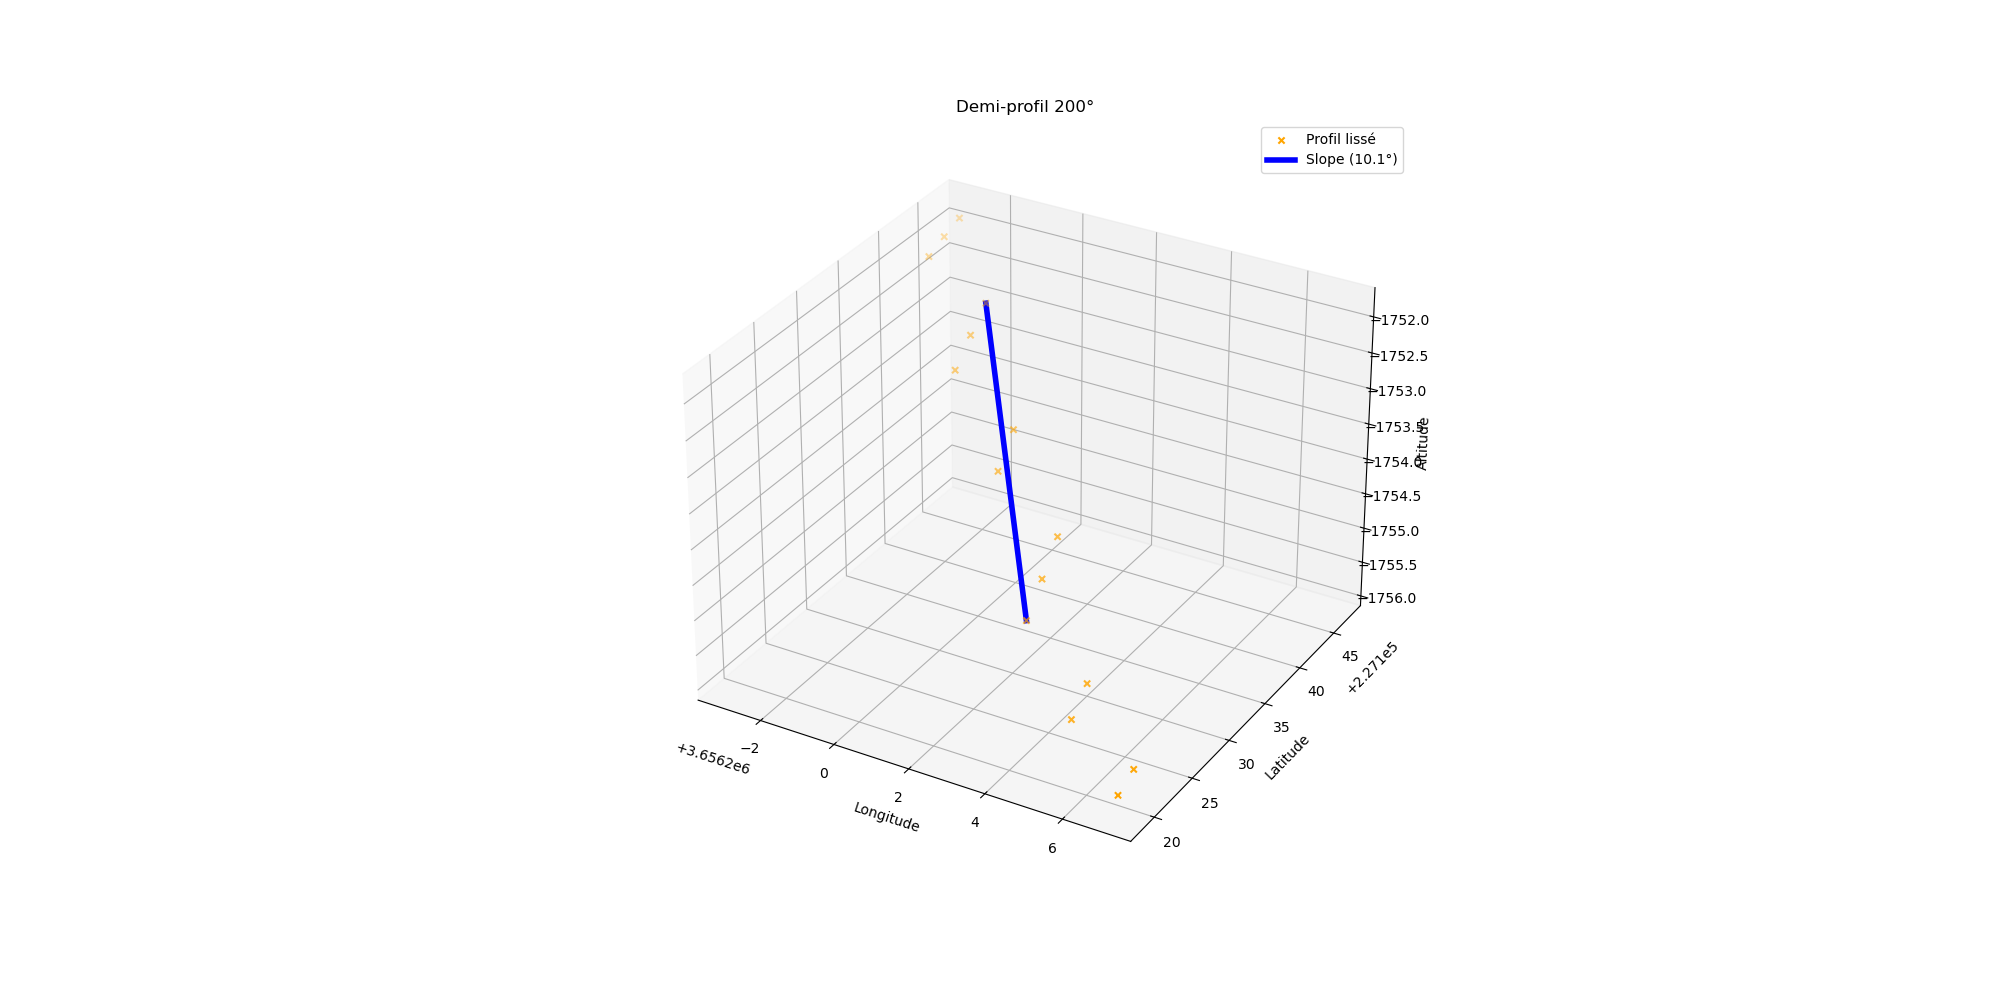 Demi-profil 200°
Profil lissé
Slope (10.1°)
−1752.0
−1752.5
−1753.0
−1753.5
−1754.0
−1754.5
−1755.0
−1755.5
−1756.0
Altitude
45
40
35
30
25
20
+2.271e5
Latitude
−2
0
2
4
6
+3.6562e6
Longitude